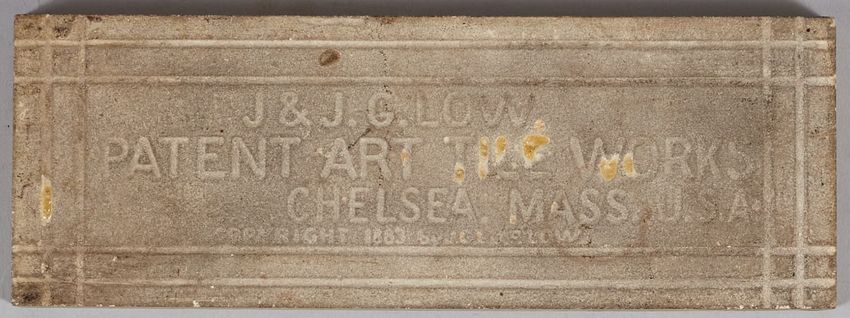 J & J. G. LOW,
PATENT ART TILE WORKS,
CHELSEA, MASS. U.S.A.
COPYRIGHT 1883 BY J. & J. G. LOW